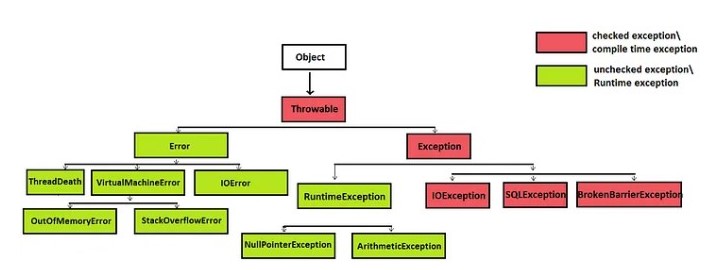 checked exception\
compile time exception
Object
unchecked exception\
Runtime exception
Throwable
Error
Exception
ThreadDeath
VirtualMachineError
IOError
RuntimeException
IOException
SQLException
BrokenBarrierException
OutOfMemoryError
StackOverflowError
NullPointerException
ArithmeticException